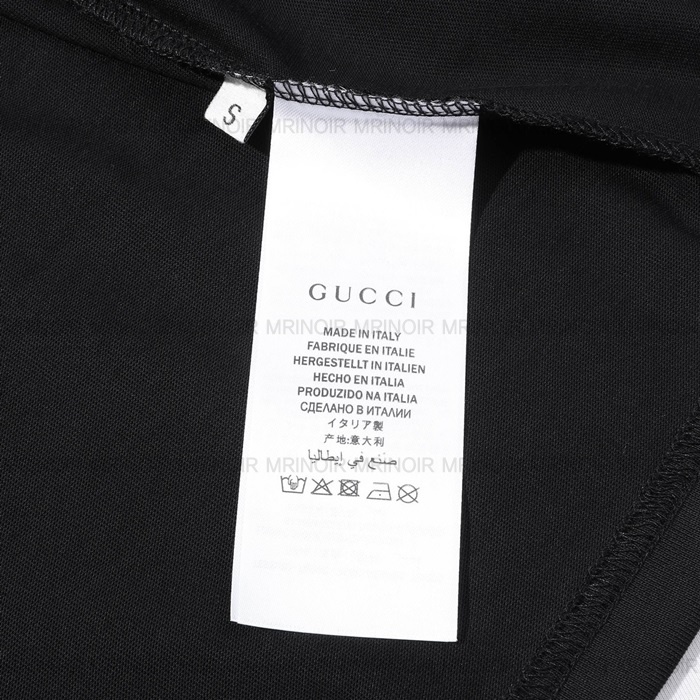 S
GUCCI
MADE IN ITALY
FABRIQUE EN ITALIE
HERGESTELLT IN ITALIEN
HECHO EN ITALIA
PRODUZIDO NA ITALIA
СДЕЛАНО В ИТАЛИИ
イタリア製
产地:意大利
صنع في إيطاليا
MRINOIR MRINOIR MRINOIR
MRINOIR MRINOIR MRINOIR
MRINOIR MRINOIR MRINOIR